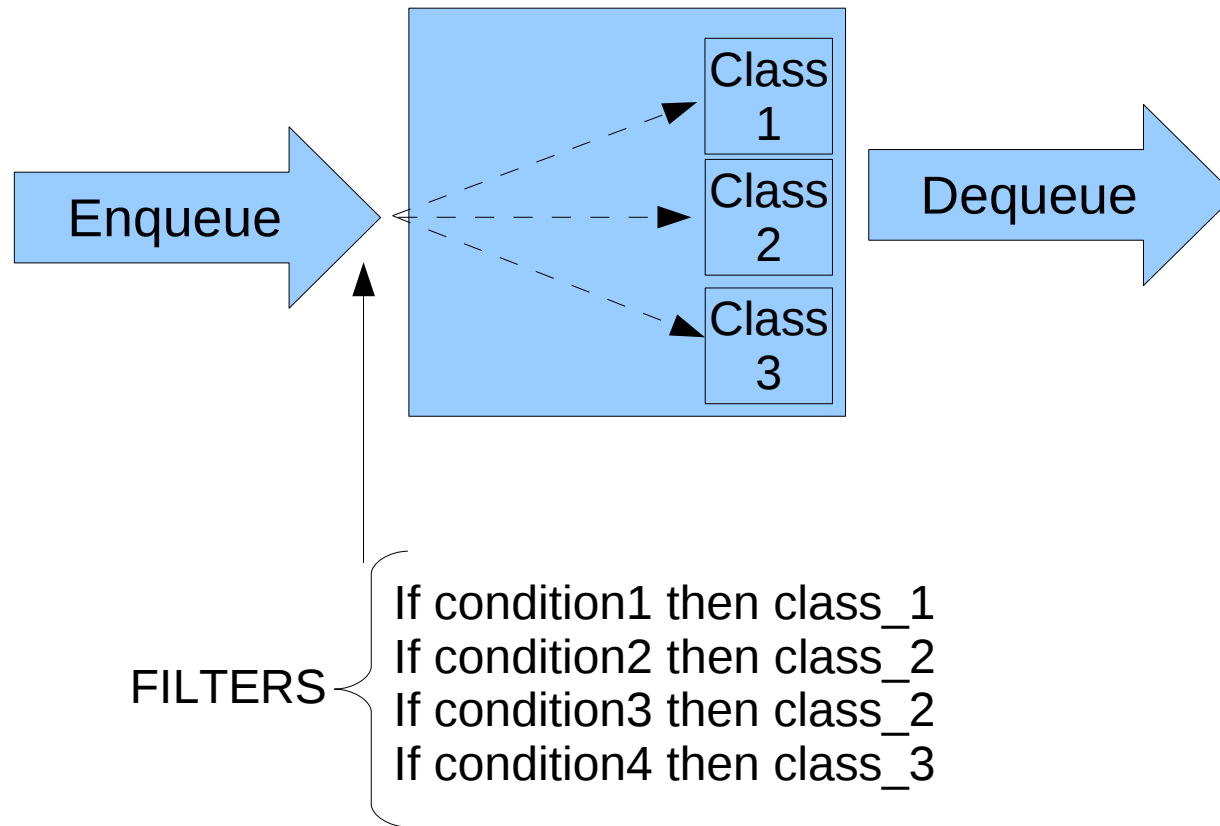 Enqueue
Class
1
Class
2
Class
3
Dequeue
FILTERS
If condition1 then class_1
If condition2 then class_2
If condition3 then class_2
If condition4 then class_3